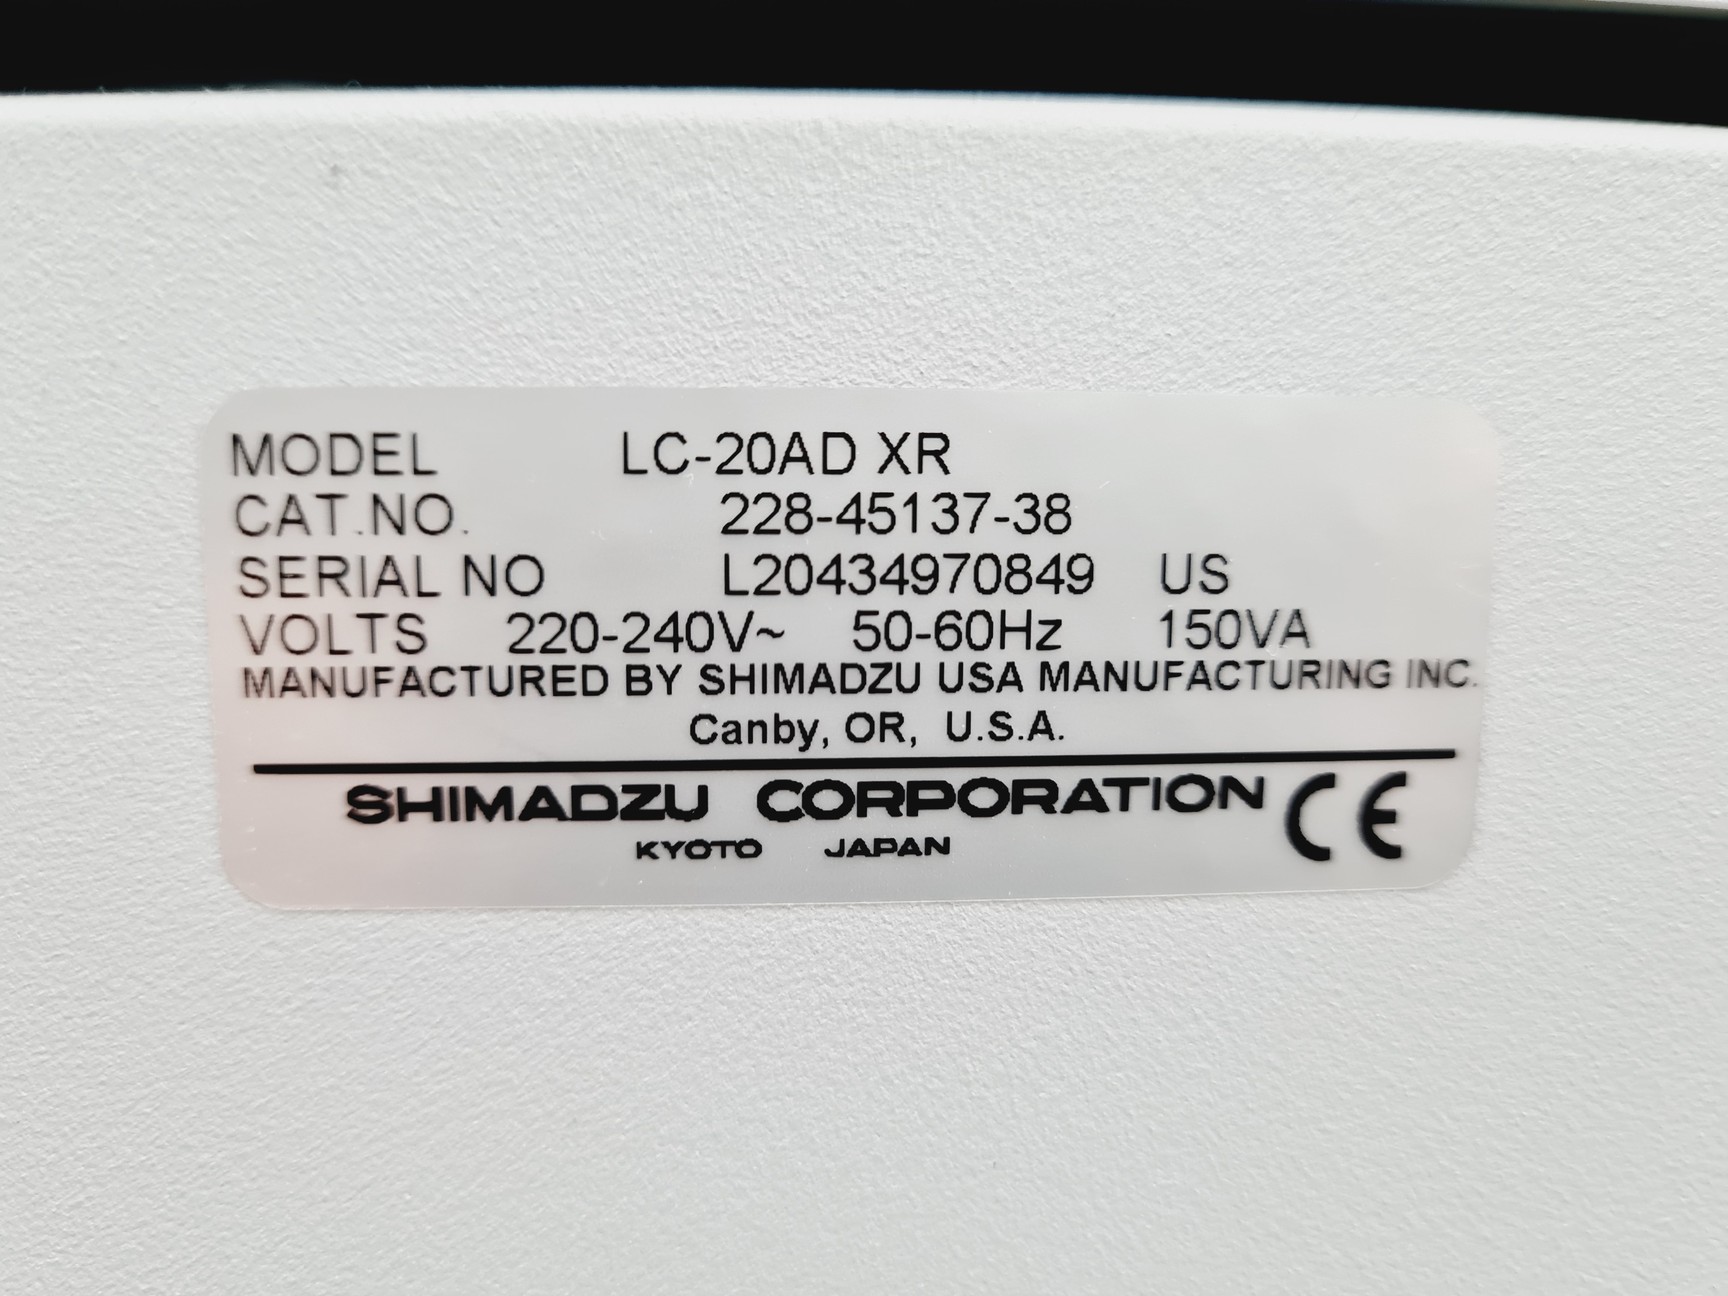 MODEL LC-20AD XR
CAT.NO. 228-45137-38
SERIAL NO L20434970849 US
VOLTS 220-240V~ 50-60Hz 150VA
MANUFACTURED BY SHIMADZU USA MANUFACTURING INC.
Canby, OR, U.S.A.
SHIMADZU CORPORATION CE
KYOTO JAPAN